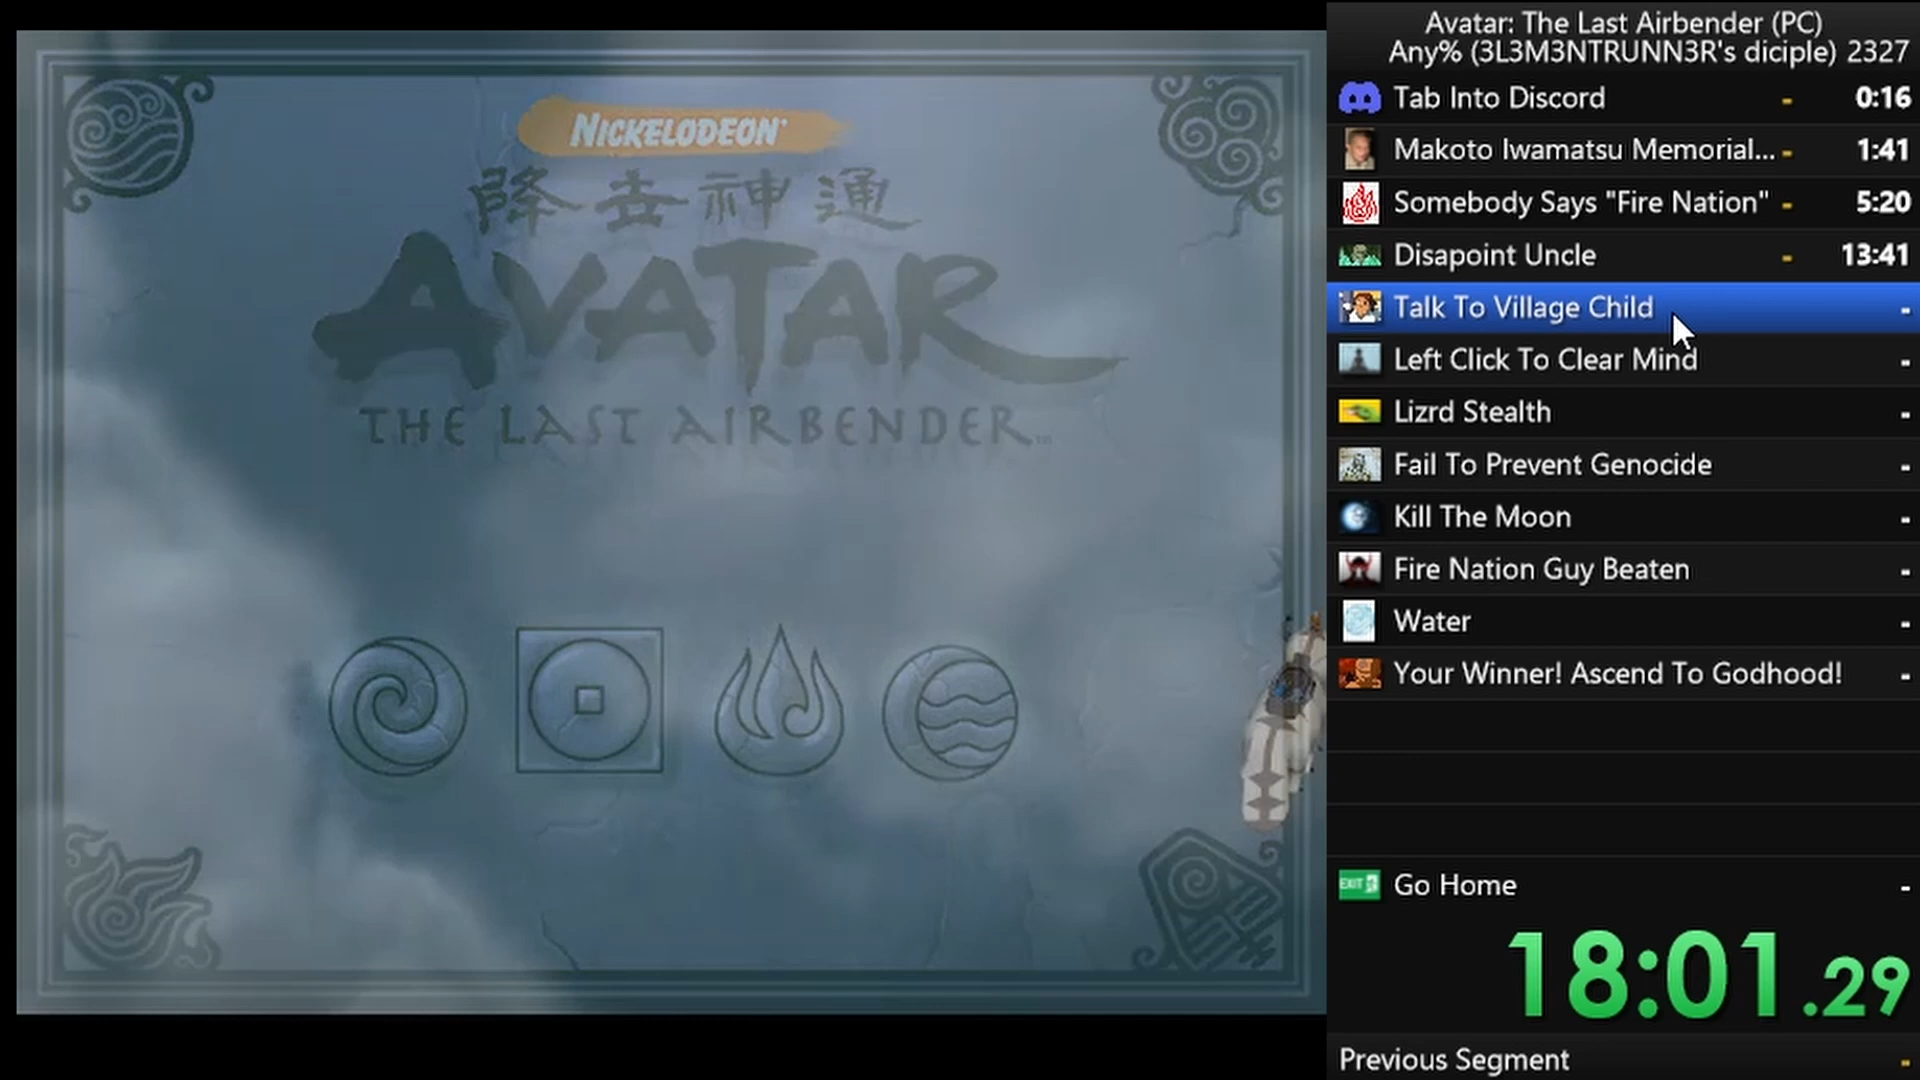 NICKELODEON
降去神通
AVATAR
THE LAST AIRBENDER™
Avatar: The Last Airbender (PC)
Any% (3L3M3NTRUNN3R's diciple) 2327
Tab Into Discord - 0:16
Makoto Iwamatsu Memorial... - 1:41
Somebody Says "Fire Nation" - 5:20
Disapoint Uncle - 13:41
Talk To Village Child -
Left Click To Clear Mind -
Lizrd Stealth -
Fail To Prevent Genocide -
Kill The Moon -
Fire Nation Guy Beaten -
Water -
Your Winner! Ascend To Godhood! -
EXIT Go Home -
18:01.29
Previous Segment -